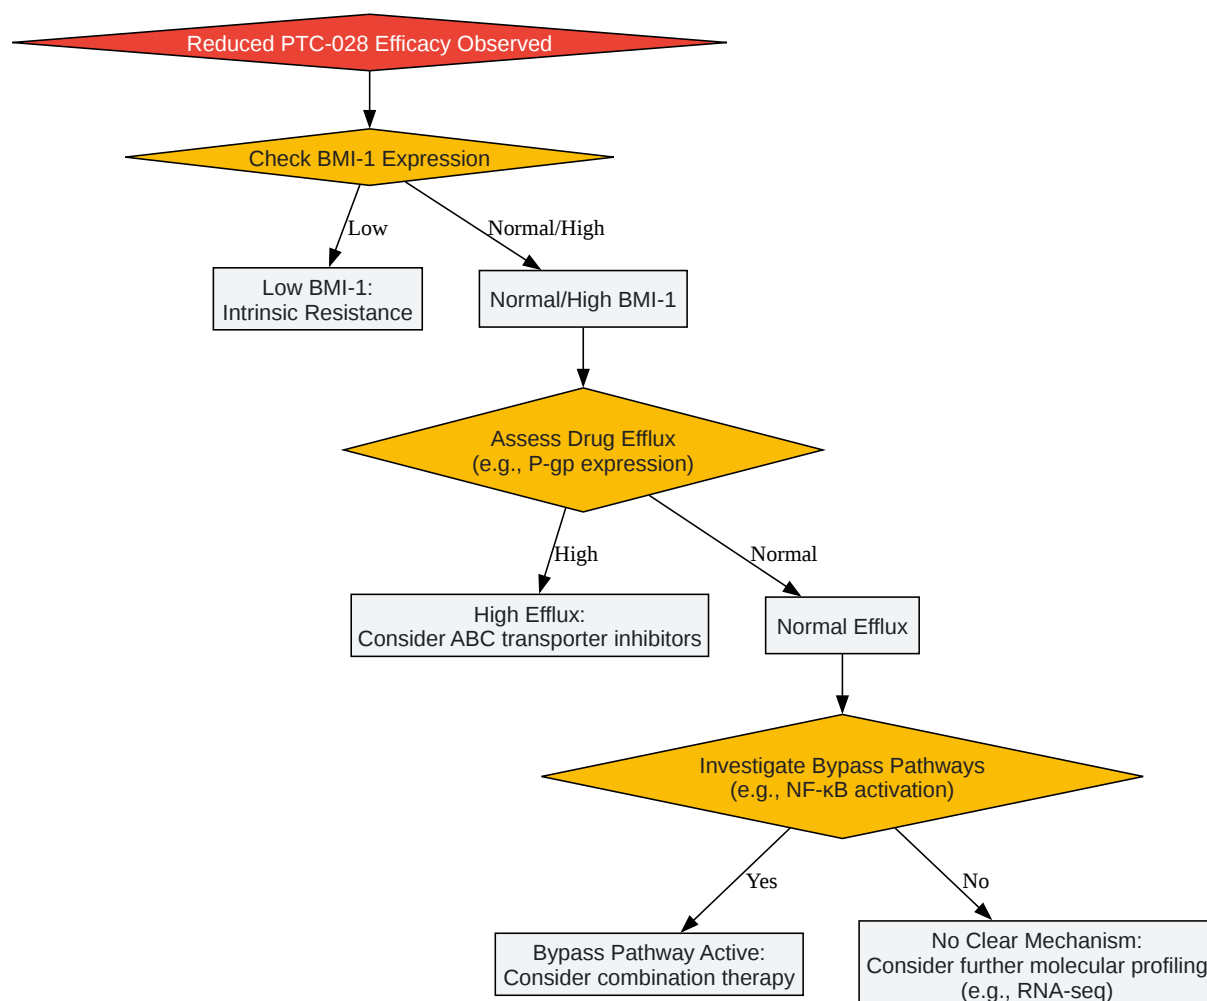 Reduced PTC-028 Efficacy Observed
Check BMI-1 Expression
Low
Normal/High
Low BMI-1:
Intrinsic Resistance
Normal/High BMI-1
Assess Drug Efflux
(e.g., P-gp expression)
High
Normal
High Efflux:
Consider ABC transporter inhibitors
Normal Efflux
Investigate Bypass Pathways
(e.g., NF-κB activation)
Yes
No
Bypass Pathway Active:
Consider combination therapy
No Clear Mechanism:
Consider further molecular profiling
(e.g., RNA-seq)